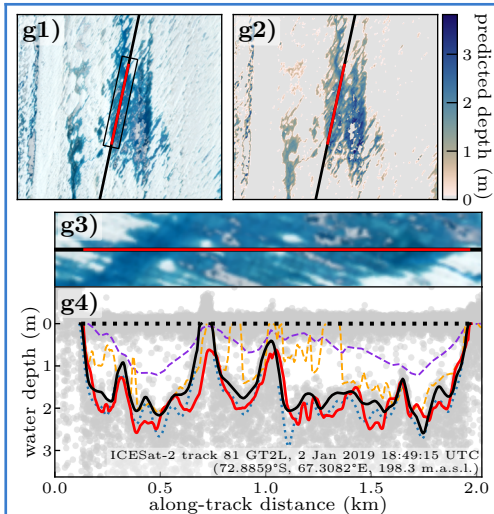 g1)
g2)
3
2
1
0
predicted depth (m)
g3)
g4)
0
1
2
3
water depth (m)
ICESat-2 track 81 GT2L, 2 Jan 2019 18:49:15 UTC
(72.8859°S, 67.3082°E, 198.3 m.a.s.l.)
0.0 0.5 1.0 1.5 2.0
along-track distance (km)